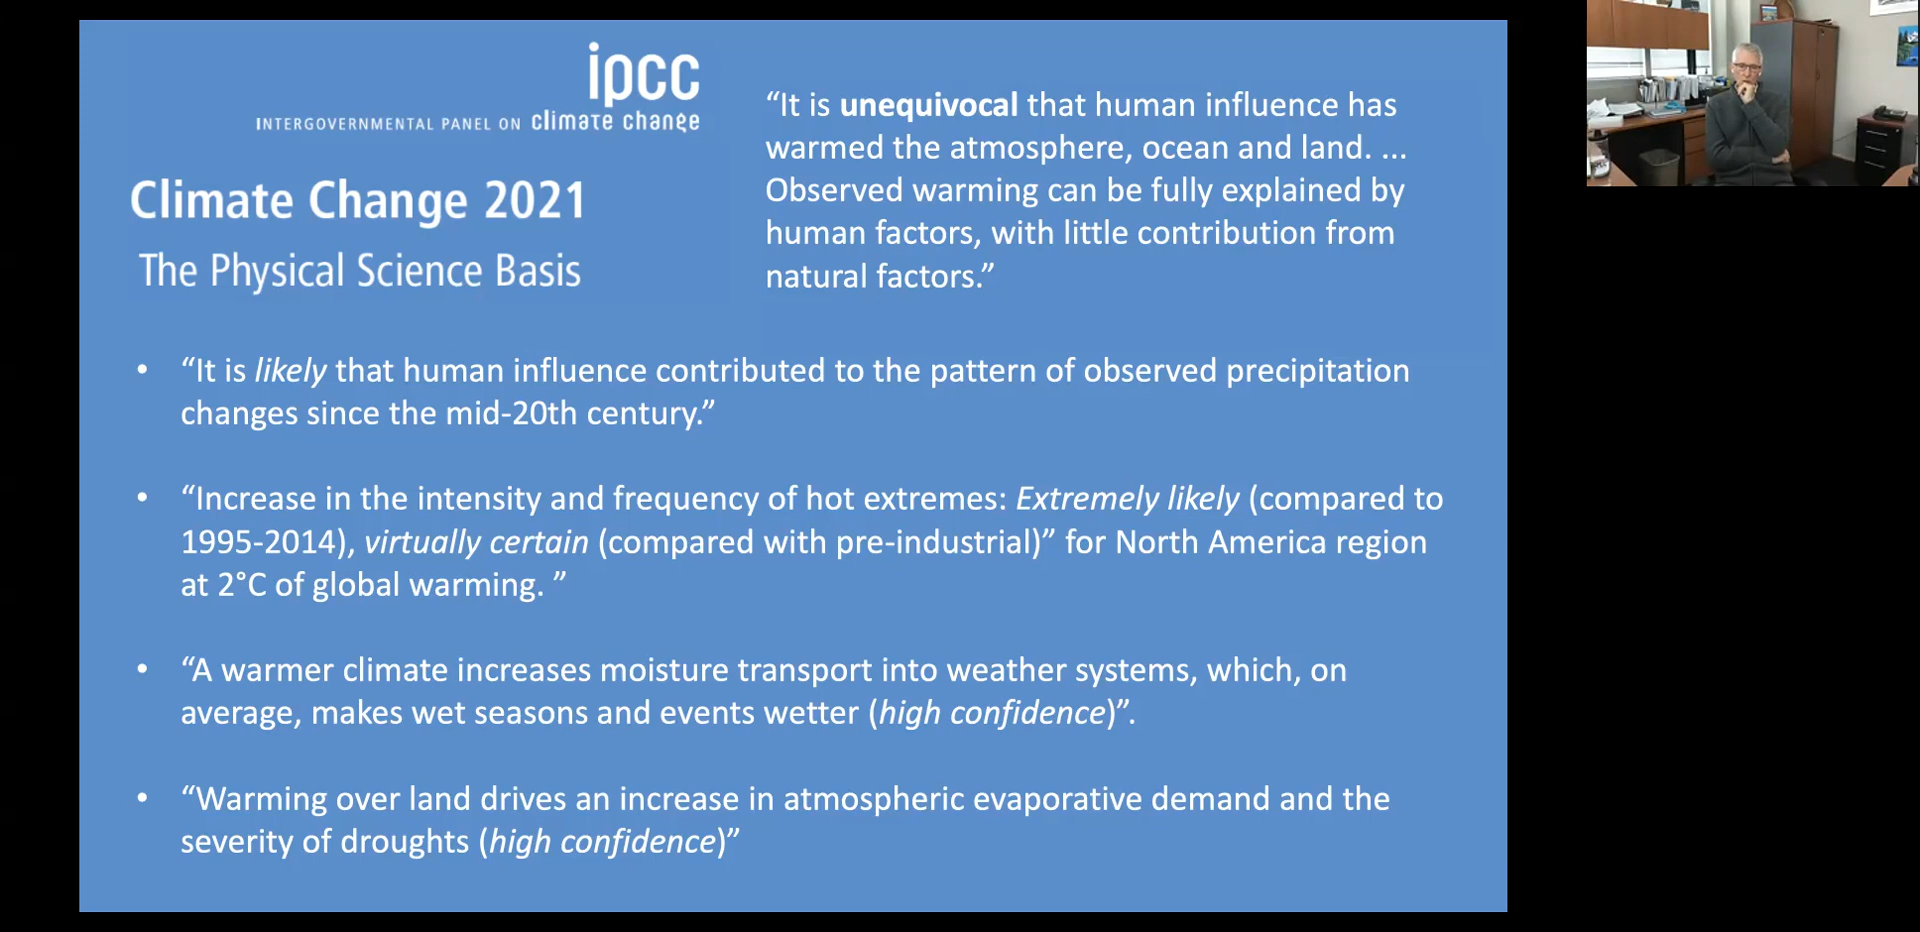 ipcc
INTERGOVERNMENTAL PANEL ON climate change
Climate Change 2021
The Physical Science Basis
“It is unequivocal that human influence has
warmed the atmosphere, ocean and land. ...
Observed warming can be fully explained by
human factors, with little contribution from
natural factors.”
• “It is likely that human influence contributed to the pattern of observed precipitation
changes since the mid-20th century.”
• “Increase in the intensity and frequency of hot extremes: Extremely likely (compared to
1995-2014), virtually certain (compared with pre-industrial)” for North America region
at 2°C of global warming. ”
• “A warmer climate increases moisture transport into weather systems, which, on
average, makes wet seasons and events wetter (high confidence)”.
• “Warming over land drives an increase in atmospheric evaporative demand and the
severity of droughts (high confidence)”